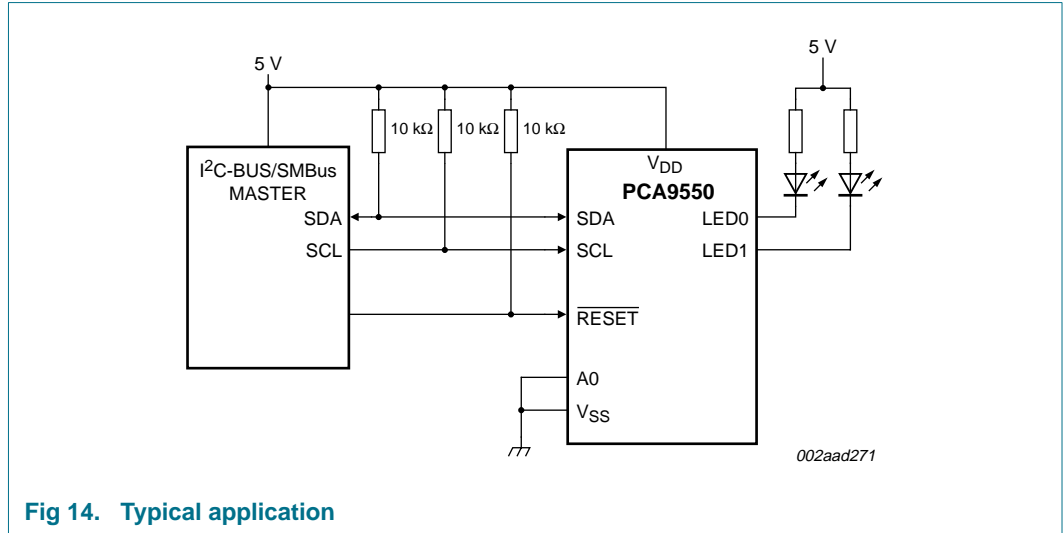 5 V
5 V
10 kΩ 10 kΩ 10 kΩ
I²C-BUS/SMBus
MASTER
SDA
SCL
VDD
PCA9550
SDA
SCL
RESET
A0
VSS
LED0
LED1
002aad271
Fig 14. Typical application